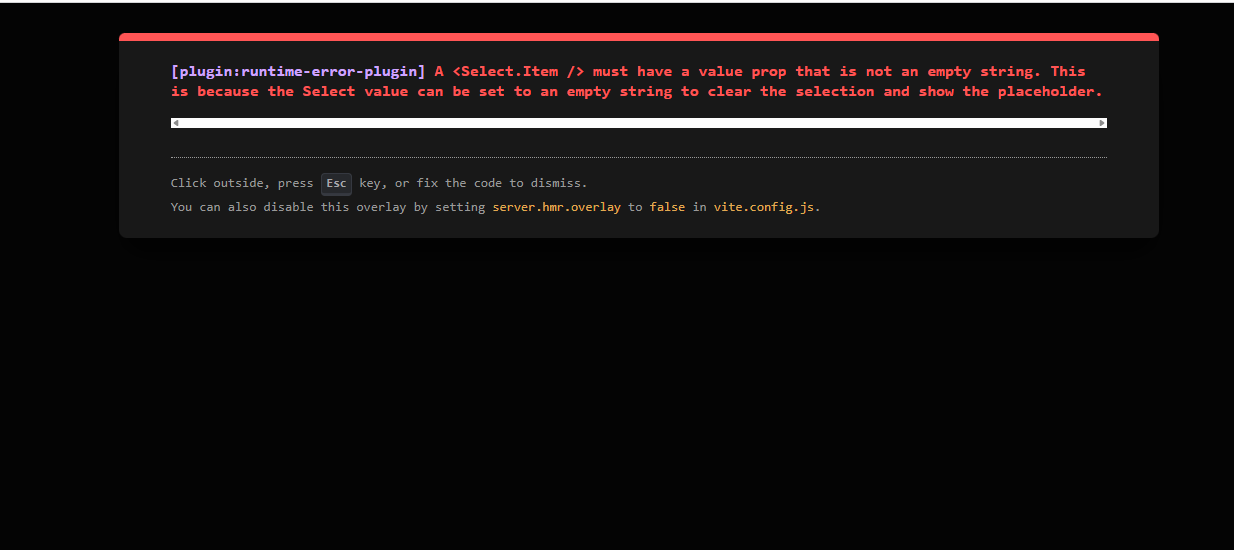 [plugin:runtime-error-plugin] A <Select.Item /> must have a value prop that is not an empty string. This
is because the Select value can be set to an empty string to clear the selection and show the placeholder.
Click outside, press Esc key, or fix the code to dismiss.
You can also disable this overlay by setting server.hmr.overlay to false in vite.config.js.